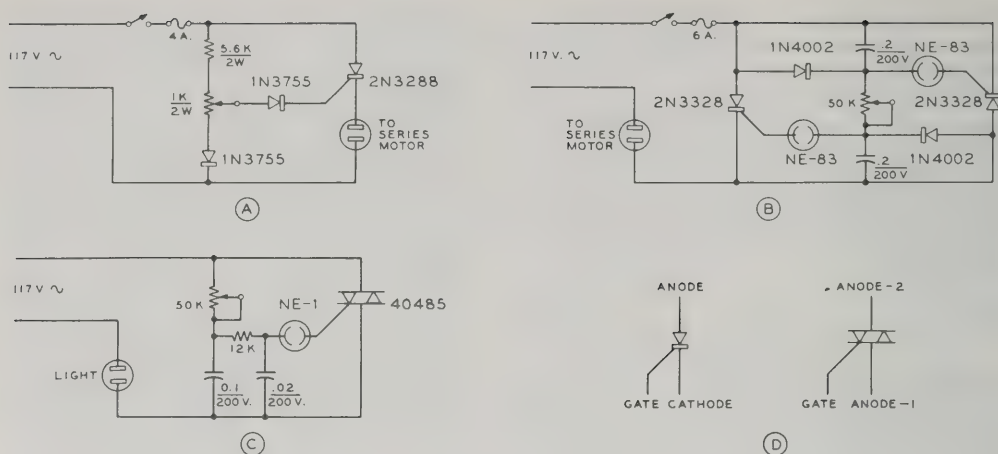 117 V ~
4 A.
5.6 K
2W
1K
2 W
1N3755
1N3755
2N3288
TO
SERIES
MOTOR
A
117 V. ~
6 A.
1N4002
.2
200 V
NE-83
2N3328
50 K
2N3328
TO
SERIES
MOTOR
NE-83
1N4002
.2
200 V
B
117 V ~
50K
NE-1
40485
12 K
LIGHT
0.1
200 V.
.02
200 V.
C
ANODE
GATE CATHODE
ANODE-2
GATE ANODE-1
D